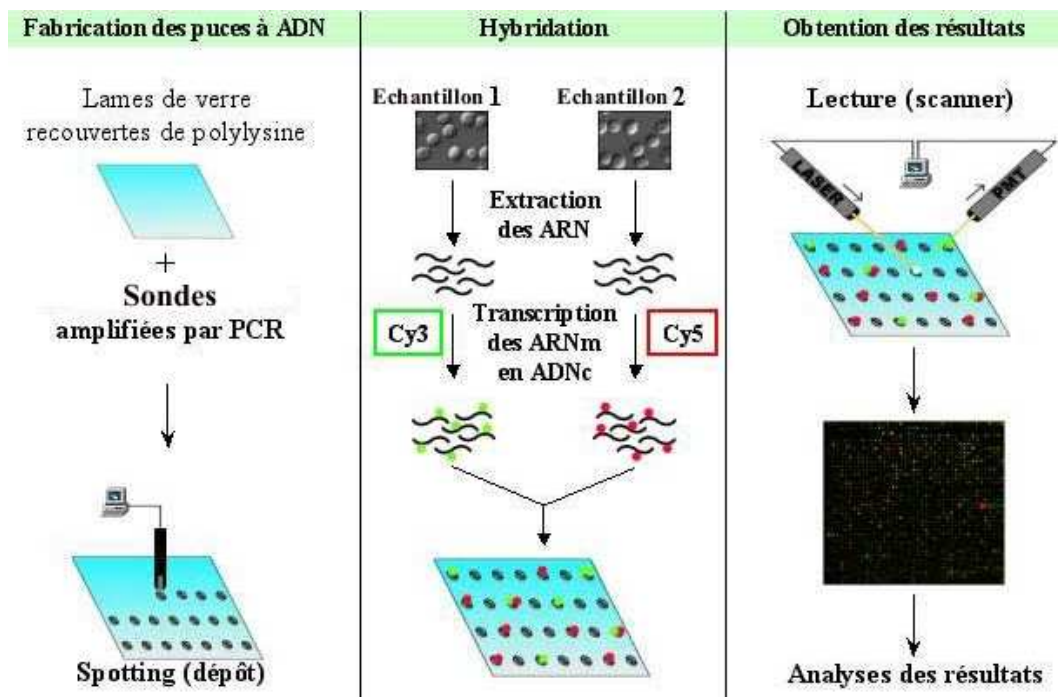 Fabrication des puces à ADN
Lames de verre
recouvertes de polylysine
+
Sondes
amplifiées par PCR
Spotting (dépôt)
Hybridation
Echantillon 1
Echantillon 2
Extraction
des ARN
Cy3
Transcription
des ARNm
en ADNc
Cy5
Obtention des résultats
Lecture (scanner)
LASER
PMT
Analyses des résultats